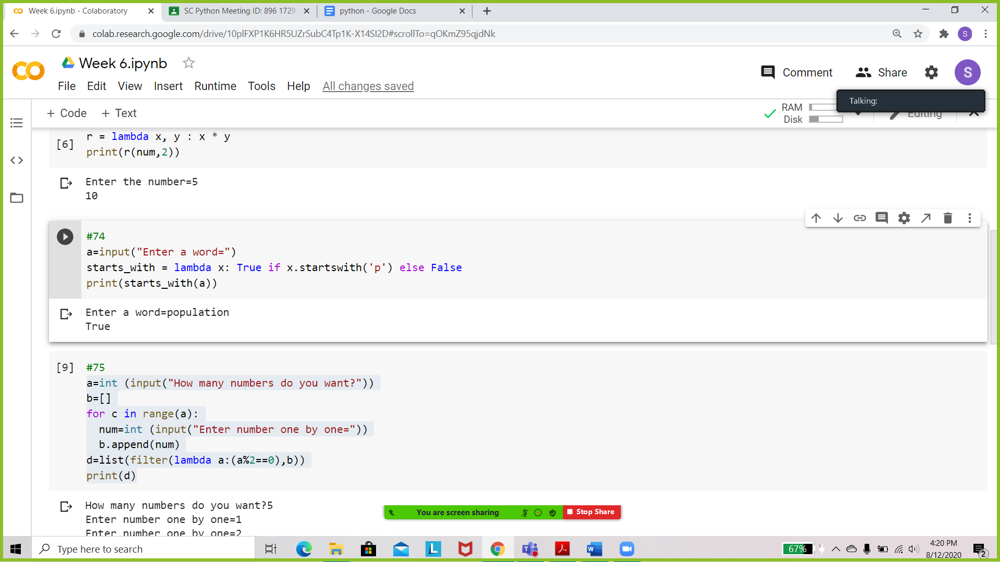 Week 6.ipynb - Colaboratory
SC Python Meeting ID: 896 1729
python - Google Docs
colab.research.google.com/drive/10plFXP1K6HR5UZrSubC4Tp1K-X14SI2D#scrollTo=qOKmZ95qjdNk
S
Week 6.ipynb
Comment
Share
S
File Edit View Insert Runtime Tools Help All changes saved
Talking:
+ Code + Text
RAM
Disk
Editing
[6]
r = lambda x, y : x * y
print(r(num,2))
Enter the number=5
10
#74
a=input("Enter a word=")
starts_with = lambda x: True if x.startswith('p') else False
print(starts_with(a))
Enter a word=population
True
[9]
#75
a=int (input("How many numbers do you want?"))
b=[]
for c in range(a):
  num=int (input("Enter number one by one="))
  b.append(num)
d=list(filter(lambda a:(a%2==0),b))
print(d)
How many numbers do you want?5
Enter number one by one=1
Enter number one by one=2
You are screen sharing
Stop Share
Type here to search
67%
4:20 PM
8/12/2020
2